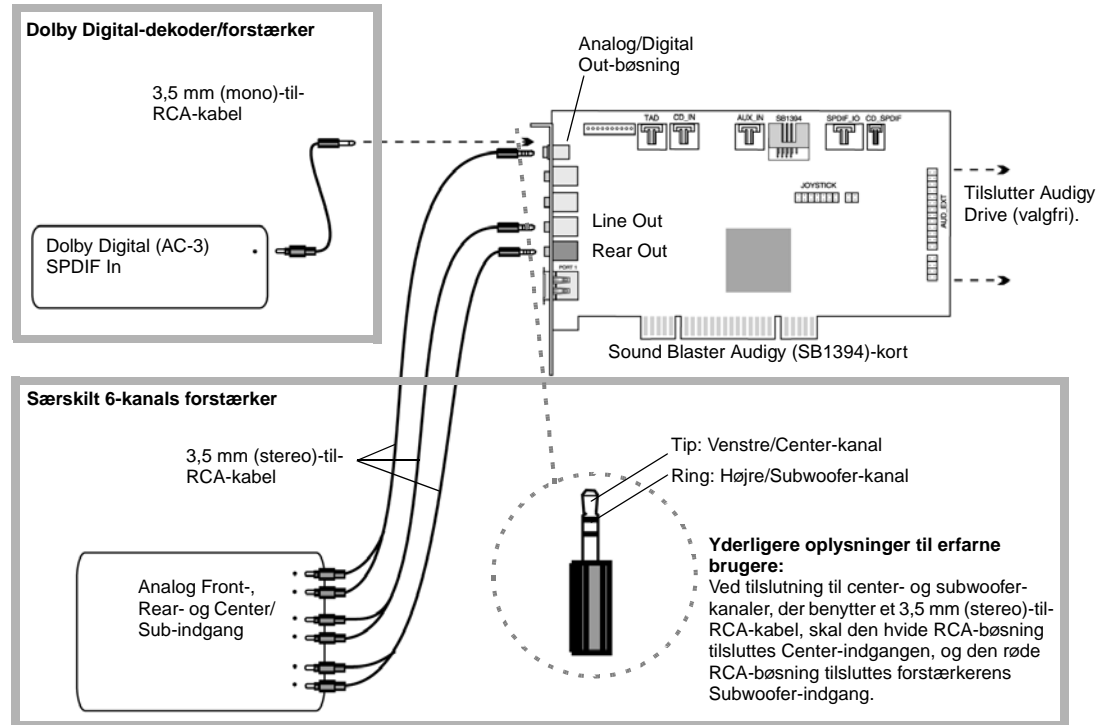 Dolby Digital-dekoder/forstærker
3,5 mm (mono)-til-
RCA-kabel
Dolby Digital (AC-3)
SPDIF In
Analog/Digital
Out-bøsning
TAD CD_IN AUX_IN SB1394 SPDIF_IO CD_SPDIF
JOYSTICK
AUD_EXT
Line Out
Rear Out
PORT 1
Tilslutter Audigy
Drive (valgfri).
Sound Blaster Audigy (SB1394)-kort
Særskilt 6-kanals forstærker
3,5 mm (stereo)-til-
RCA-kabel
Analog Front-,
Rear- og Center/
Sub-indgang
Tip: Venstre/Center-kanal
Ring: Højre/Subwoofer-kanal
Yderligere oplysninger til erfarne
brugere:
Ved tilslutning til center- og subwoofer-
kanaler, der benytter et 3,5 mm (stereo)-til-
RCA-kabel, skal den hvide RCA-bøsning
tilsluttes Center-indgangen, og den røde
RCA-bøsning tilsluttes forstærkerens
Subwoofer-indgang.